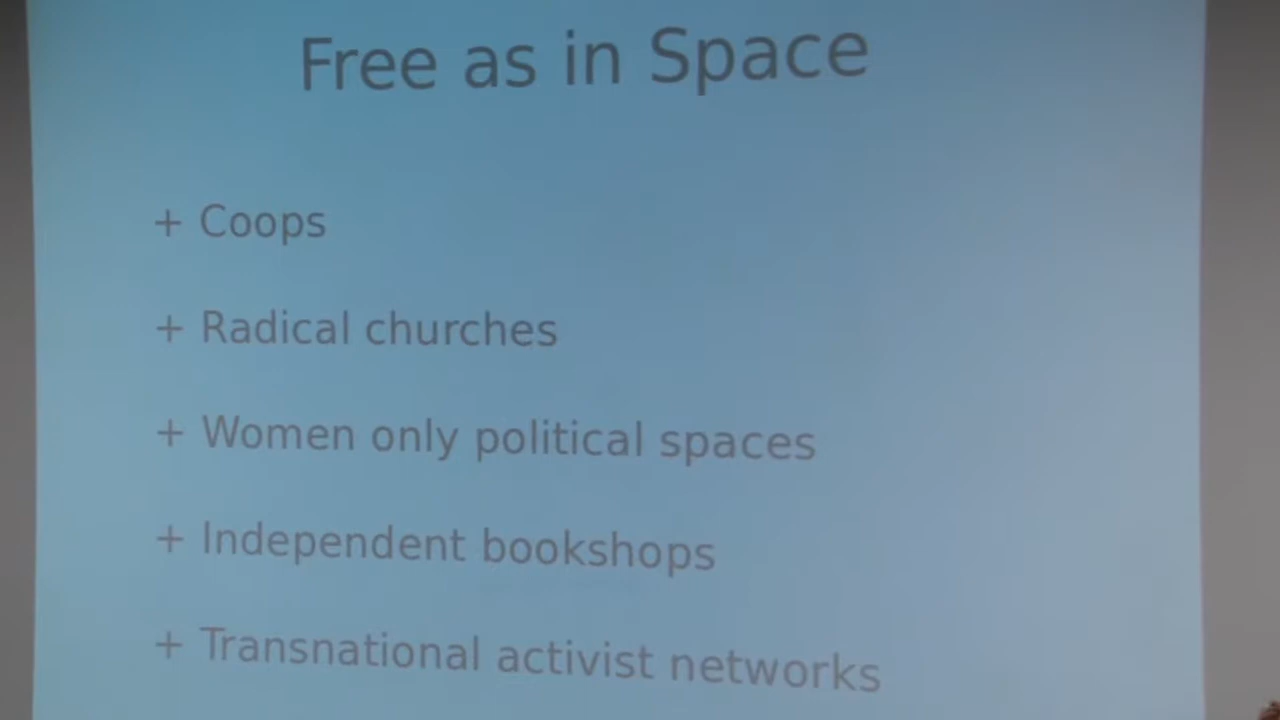 Free as in Space
+ Coops
+ Radical churches
+ Women only political spaces
+ Independent bookshops
+ Transnational activist networks